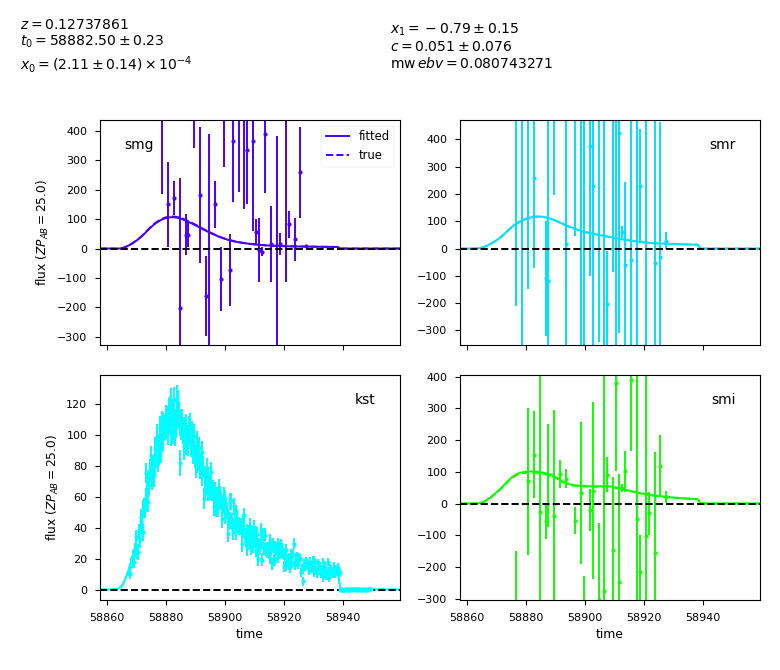 z = 0.12737861
t₀ = 58882.50 ± 0.23
x₀ = (2.11 ± 0.14) × 10⁻⁴
x₁ = −0.79 ± 0.15
c = 0.051 ± 0.076
mw ebv = 0.080743271
400
300
200
100
0
−100
−200
−300
flux (ZP_AB = 25.0)
smg
fitted
true
400
300
200
100
0
−100
−200
−300
smr
120
100
80
60
40
20
0
flux (ZP_AB = 25.0)
kst
58860
58880
58900
58920
58940
time
400
300
200
100
0
−100
−200
−300
smi
58860
58880
58900
58920
58940
time